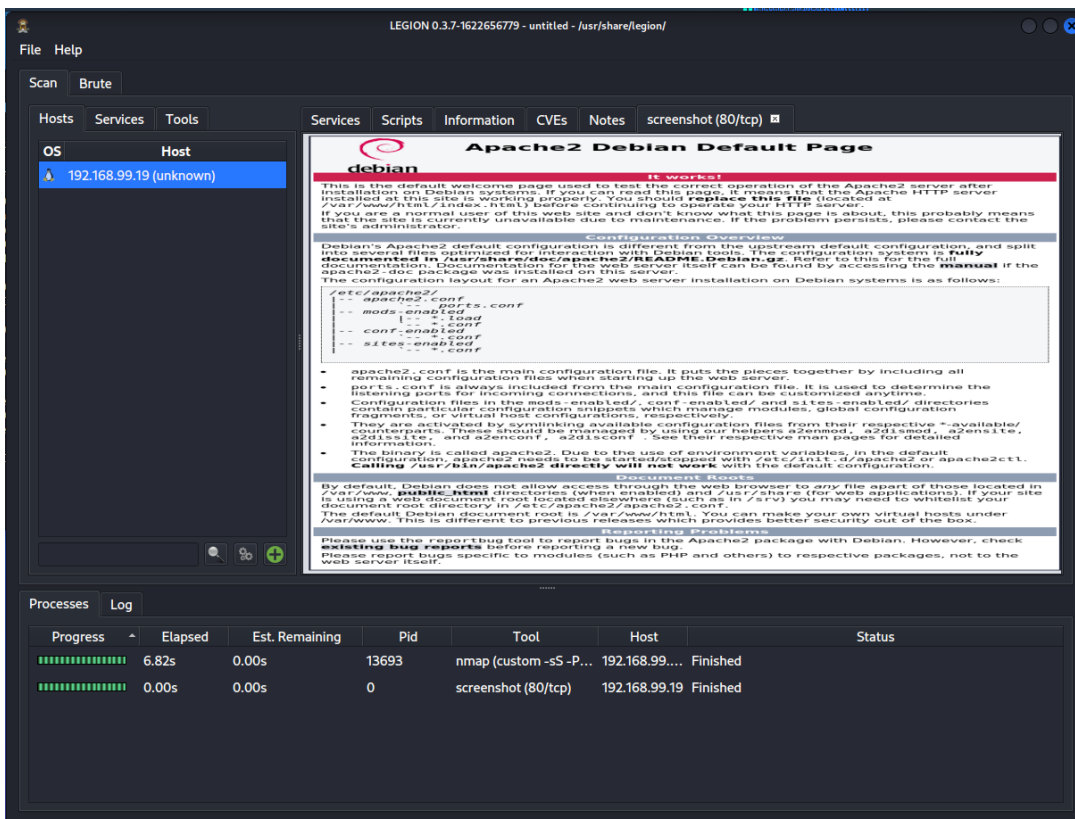 LEGION 0.3.7-1622656779 - untitled - /usr/share/legion/
File Help
Scan Brute
Hosts Services Tools
OS Host
192.168.99.19 (unknown)
Services Scripts Information CVEs Notes screenshot (80/tcp)
debian
Apache2 Debian Default Page
It works!
This is the default welcome page used to test the correct operation of the Apache2 server after
installation on Debian systems. If you can read this page, it means that the Apache HTTP server
installed at this site is working properly. You should replace this file (located at
/var/www/html/index.html) before continuing to operate your HTTP server.
If you are a normal user of this web site and don't know what this page is about, this probably means
that the site is currently unavailable due to maintenance. If the problem persists, please contact the
site's administrator.
Configuration Overview
Debian's Apache2 default configuration is different from the upstream default configuration, and split
into several files optimized for interaction with Debian tools. The configuration system is fully
documented in /usr/share/doc/apache2/README.Debian.gz. Refer to this for the full
documentation. Documentation for the web server itself can be found by accessing the manual if the
apache2-doc package was installed on this server.
The configuration layout for an Apache2 web server installation on Debian systems is as follows:
/etc/apache2/
|-- apache2.conf
|   `-- ports.conf
|-- mods-enabled
|   |-- *.load
|   `-- *.conf
|-- conf-enabled
|   `-- *.conf
|-- sites-enabled
|   `-- *.conf
• apache2.conf is the main configuration file. It puts the pieces together by including all
remaining configuration files when starting up the web server.
• ports.conf is always included from the main configuration file. It is used to determine the
listening ports for incoming connections, and this file can be customized anytime.
• Configuration files in the mods-enabled/, conf-enabled/ and sites-enabled/ directories
contain particular configuration snippets which manage modules, global configuration
fragments, or virtual host configurations, respectively.
• They are activated by symlinking available configuration files from their respective *-available/
counterparts. These should be managed by using our helpers a2enmod, a2dismod, a2ensite,
a2dissite, and a2enconf, a2disconf . See their respective man pages for detailed
information.
• The binary is called apache2. Due to the use of environment variables, in the default
configuration, apache2 needs to be started/stopped with /etc/init.d/apache2 or apache2ctl.
Calling /usr/bin/apache2 directly will not work with the default configuration.
Document Roots
By default, Debian does not allow access through the web browser to any file apart of those located in
/var/www, public_html directories (when enabled) and /usr/share (for web applications). If your site
is using a web document root located elsewhere (such as in /srv) you may need to whitelist your
document root directory in /etc/apache2/apache2.conf.
The default Debian document root is /var/www/html. You can make your own virtual hosts under
/var/www. This is different to previous releases which provides better security out of the box.
Reporting Problems
Please use the reportbug tool to report bugs in the Apache2 package with Debian. However, check
existing bug reports before reporting a new bug.
Please report bugs specific to modules (such as PHP and others) to respective packages, not to the
web server itself.
Processes Log
Progress Elapsed Est. Remaining Pid Tool Host Status
6.82s 0.00s 13693 nmap (custom -sS -P... 192.168.99.... Finished
0.00s 0.00s 0 screenshot (80/tcp) 192.168.99.19 Finished